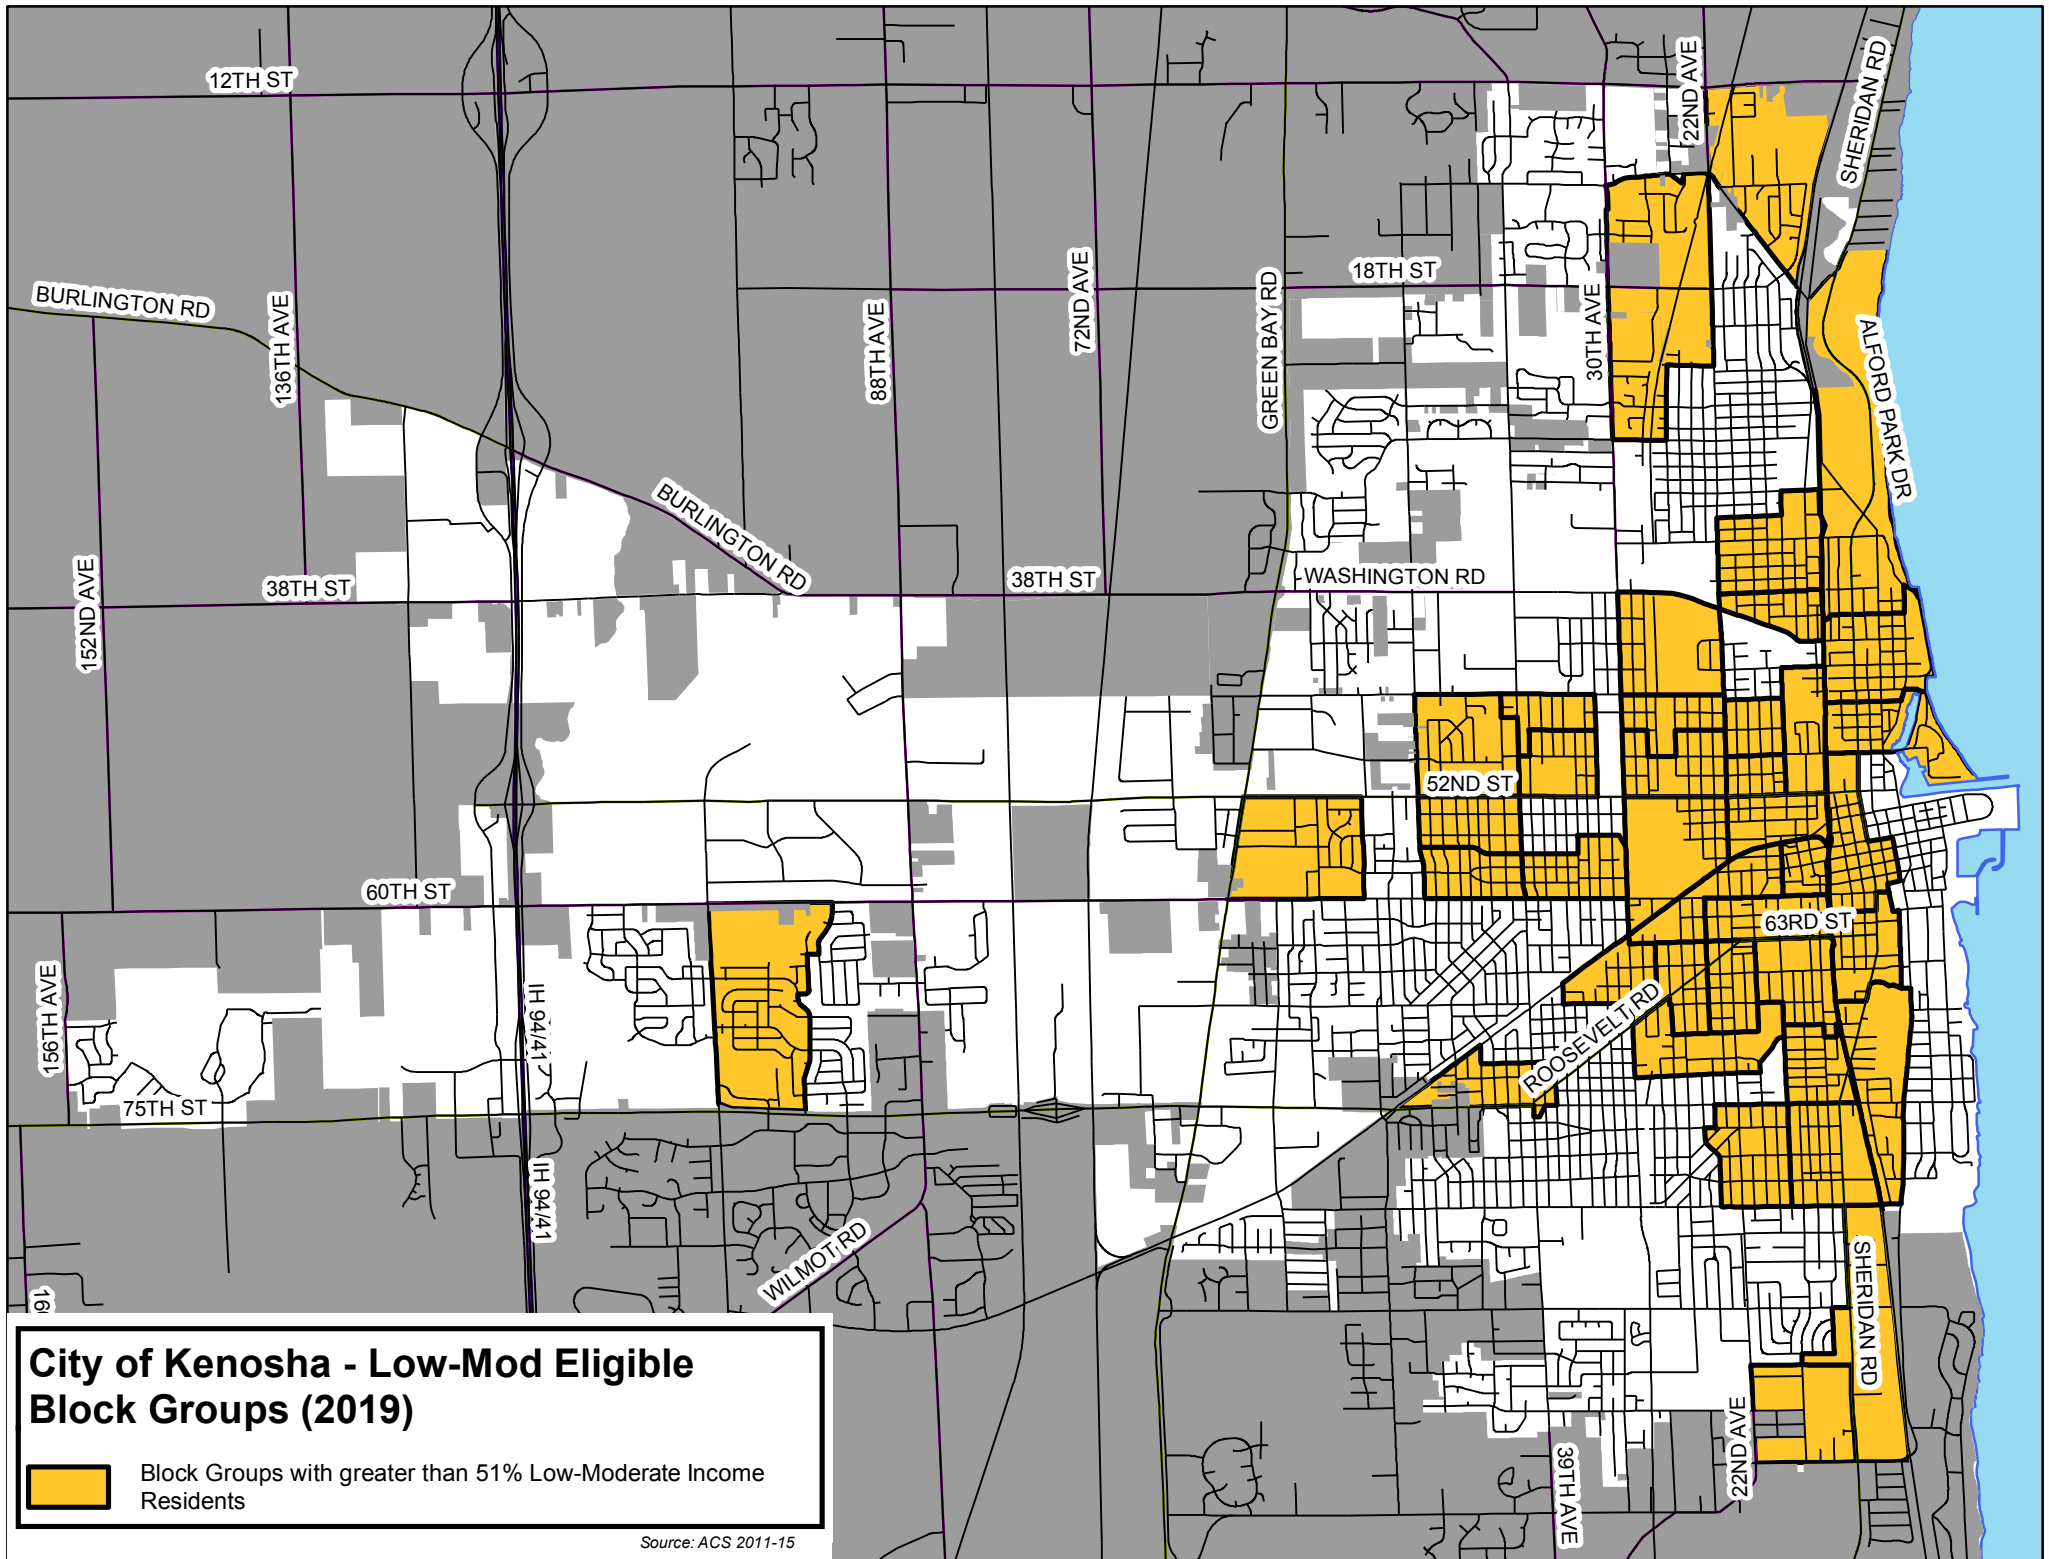 12TH ST
22ND AVE
SHERIDAN RD
BURLINGTON RD
136TH AVE
88TH AVE
72ND AVE
GREEN BAY RD
18TH ST
30TH AVE
ALFORD PARK DR
BURLINGTON RD
152ND AVE
38TH ST
38TH ST
WASHINGTON RD
52ND ST
60TH ST
63RD ST
156TH AVE
IH 94/41
ROOSEVELT RD
75TH ST
IH 94/41
WILMOT RD
SHERIDAN RD
22ND AVE
39TH AVE
City of Kenosha - Low-Mod Eligible
Block Groups (2019)
Block Groups with greater than 51% Low-Moderate Income
Residents
Source: ACS 2011-15